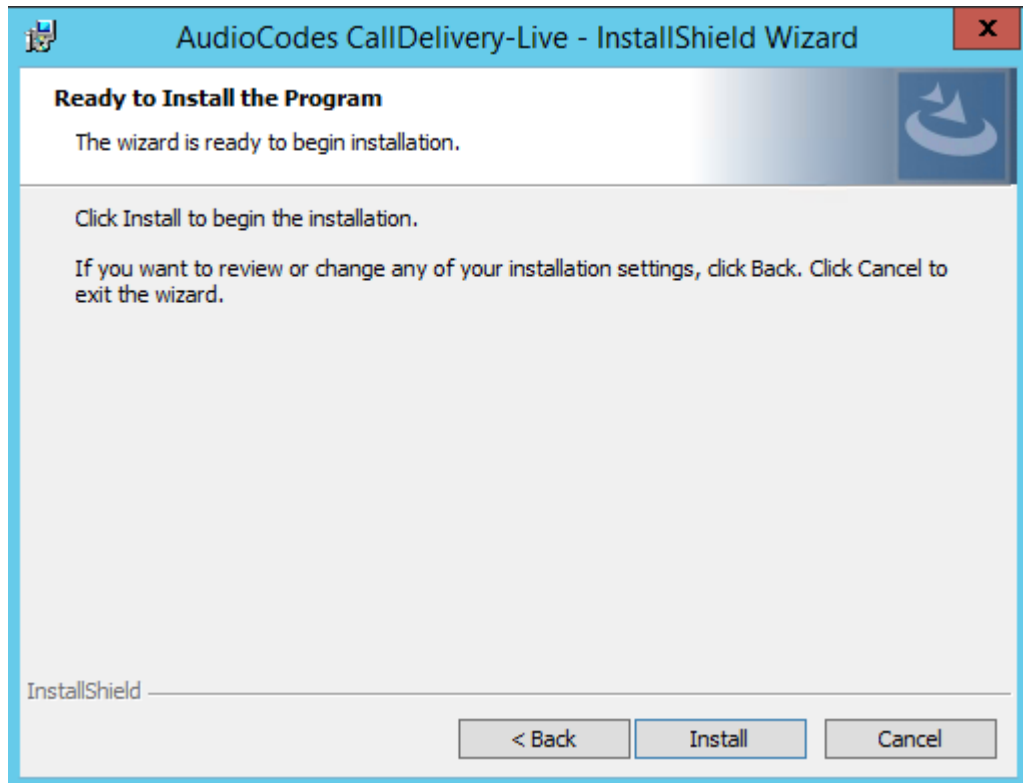 AudioCodes CallDelivery-Live - InstallShield Wizard
x
Ready to Install the Program
The wizard is ready to begin installation.
Click Install to begin the installation.
If you want to review or change any of your installation settings, click Back. Click Cancel to
exit the wizard.
InstallShield
< Back
Install
Cancel